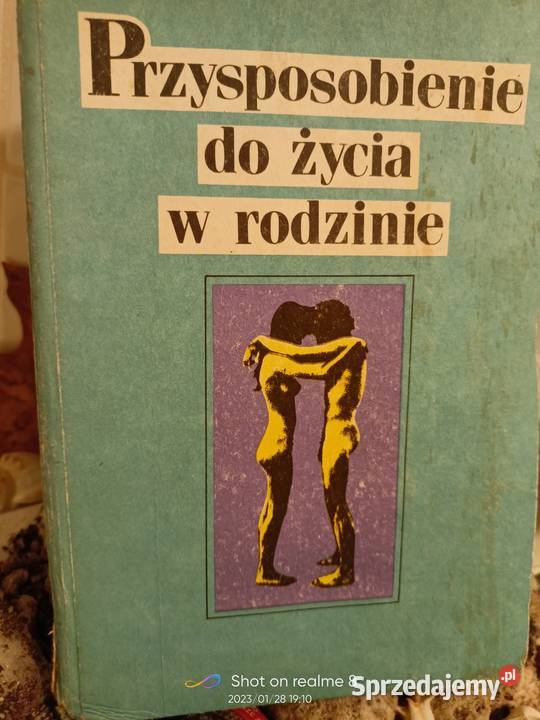 Przysposobienie
do życia
w rodzinie
Shot on realme 8
2023/01/28 19:10
Sprzedajemy.pl